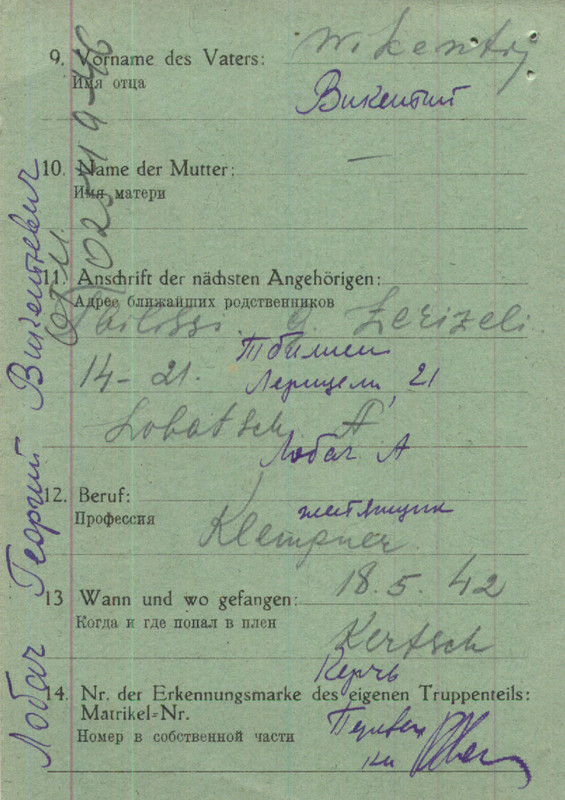 9. Vorname des Vaters: Wikentij
Имя отца
Викентий
10. Name der Mutter: —
Имя матери
11. Anschrift der nächsten Angehörigen:
Адрес ближайших родственников
Tbilissi. g. Lerizeli.
Тбилиси
14-21.
Лерицели, 21
Lobatsch A
Лобач А
12. Beruf:
жестянщик
Профессия
Klempner
18.5.42
13 Wann und wo gefangen:
Когда и где попал в плен
Kertsch
Керчь
14. Nr. der Erkennungsmarke des eigenen Truppenteils:
Matrikel=Nr.
Номер в собственной части
Лобач Георгий Викентьевич